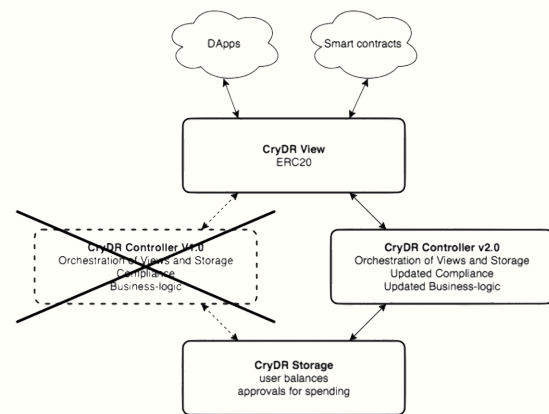 DApps
Smart contracts
CryDR View
ERC20
CryDR Controller V1.0
Orchestration of Views and Storage
Compliance
Business-logic
CryDR Controller v2.0
Orchestration of Views and Storage
Updated Compliance
Updated Business-logic
CryDR Storage
user balances
approvals for spending